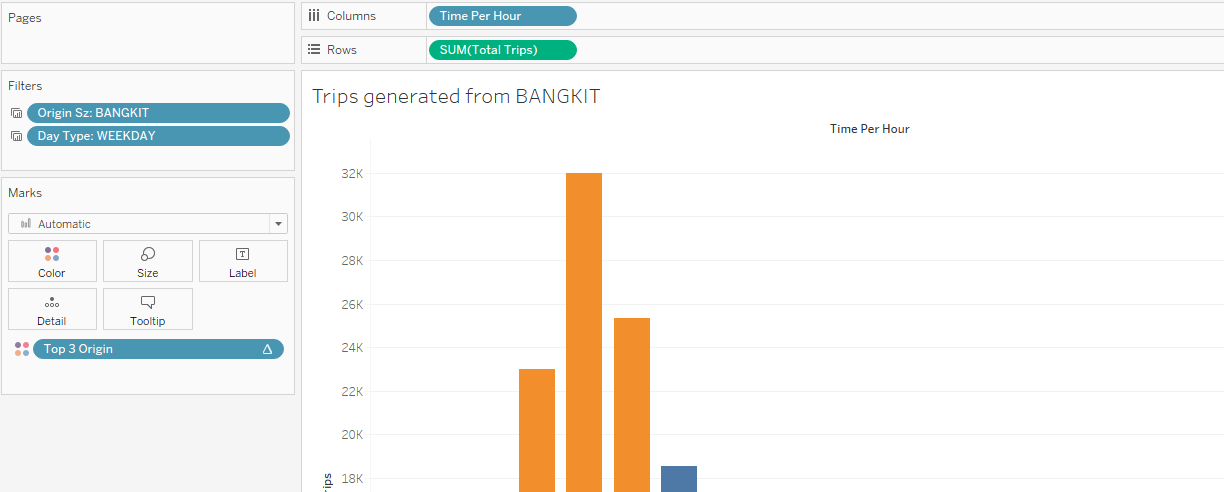 Pages
Columns
Time Per Hour
Rows
SUM(Total Trips)
Filters
Origin Sz: BANGKIT
Day Type: WEEKDAY
Marks
Automatic
Color
Size
T
Label
Detail
Tooltip
Top 3 Origin
Trips generated from BANGKIT
Time Per Hour
32K
30K
28K
26K
24K
22K
20K
18K